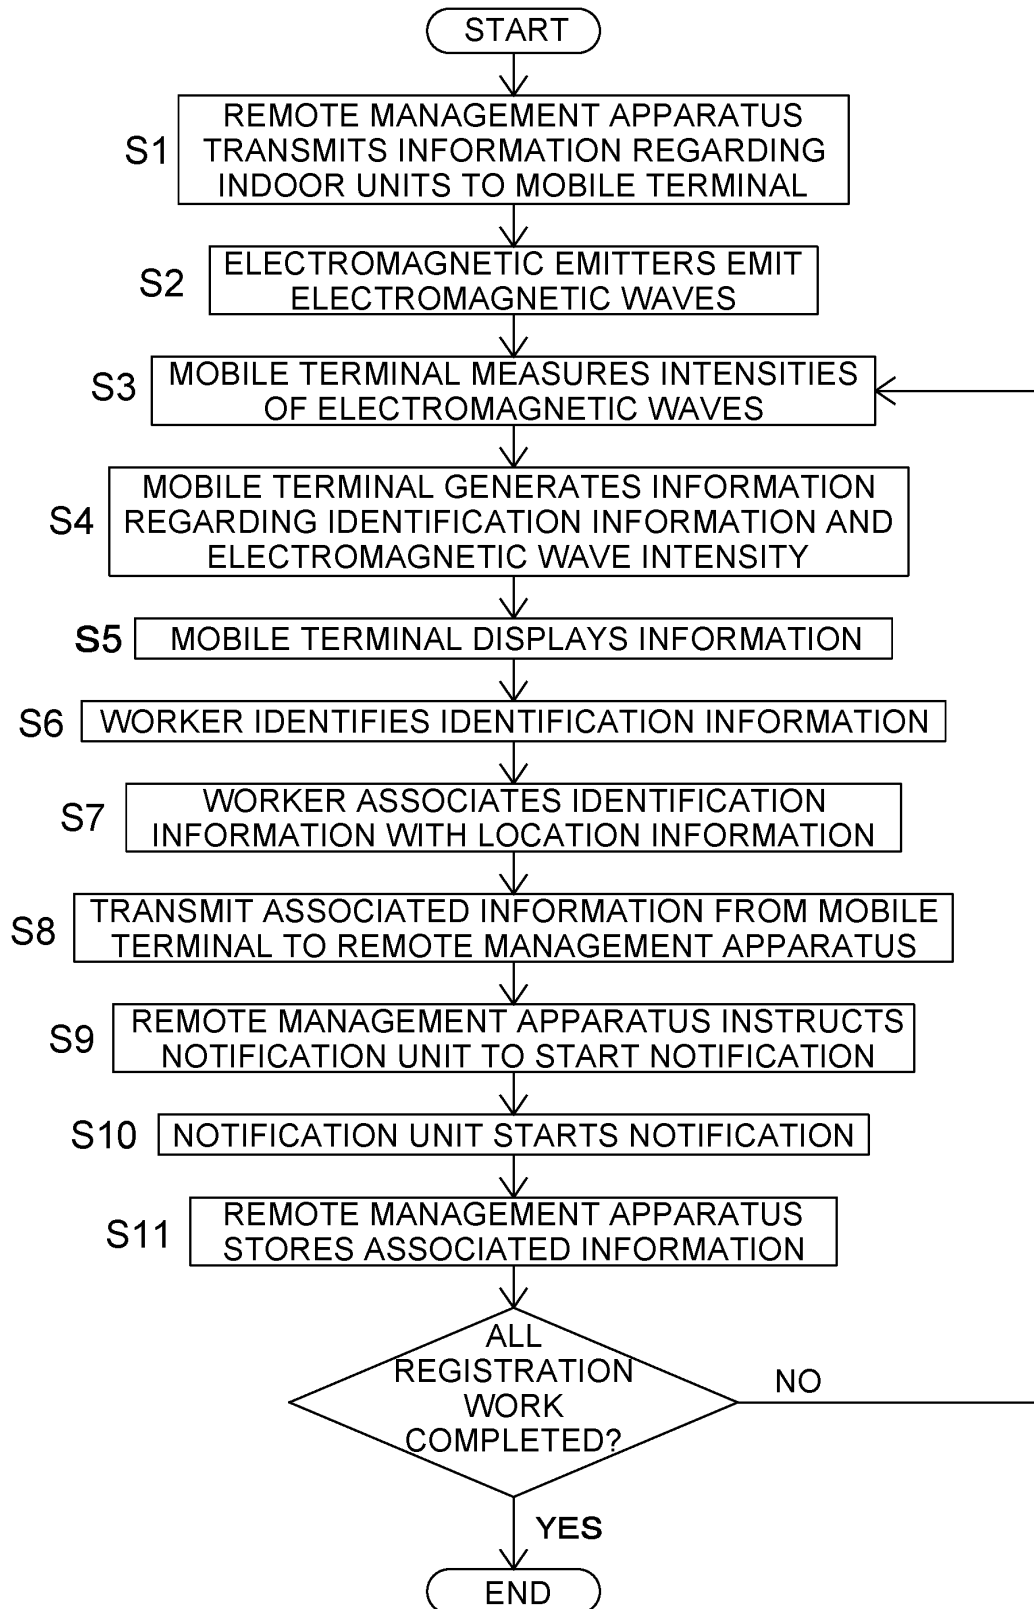 START
S1
REMOTE MANAGEMENT APPARATUS
TRANSMITS INFORMATION REGARDING
INDOOR UNITS TO MOBILE TERMINAL
S2
ELECTROMAGNETIC EMITTERS EMIT
ELECTROMAGNETIC WAVES
S3
MOBILE TERMINAL MEASURES INTENSITIES
OF ELECTROMAGNETIC WAVES
S4
MOBILE TERMINAL GENERATES INFORMATION
REGARDING IDENTIFICATION INFORMATION AND
ELECTROMAGNETIC WAVE INTENSITY
S5
MOBILE TERMINAL DISPLAYS INFORMATION
S6
WORKER IDENTIFIES IDENTIFICATION INFORMATION
S7
WORKER ASSOCIATES IDENTIFICATION
INFORMATION WITH LOCATION INFORMATION
S8
TRANSMIT ASSOCIATED INFORMATION FROM MOBILE
TERMINAL TO REMOTE MANAGEMENT APPARATUS
S9
REMOTE MANAGEMENT APPARATUS INSTRUCTS
NOTIFICATION UNIT TO START NOTIFICATION
S10
NOTIFICATION UNIT STARTS NOTIFICATION
S11
REMOTE MANAGEMENT APPARATUS
STORES ASSOCIATED INFORMATION
ALL
REGISTRATION
WORK
COMPLETED?
NO
YES
END